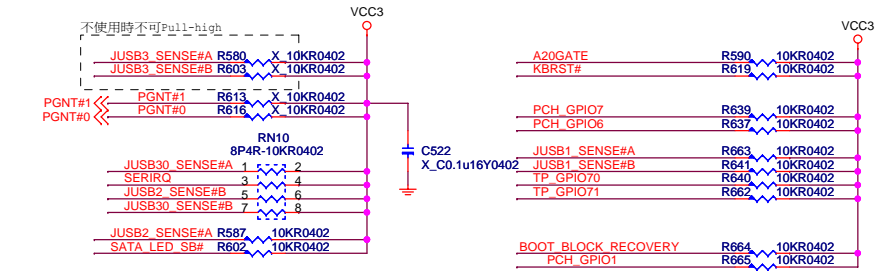 VCC3
不使用時不可Pull-high
JUSB3_SENSE#A R580 X_10KR0402
JUSB3_SENSE#B R603 X_10KR0402
PGNT#1 PGNT#1 R613 X_10KR0402
PGNT#0 PGNT#0 R616 X_10KR0402
RN10
8P4R-10KR0402
JUSB30_SENSE#A 1 2
SERIRQ 3 4
JUSB2_SENSE#B 5 6
JUSB30_SENSE#B 7 8
JUSB2_SENSE#A R587 10KR0402
SATA_LED_SB# R602 10KR0402
C522
X_C0.1u16Y0402
VCC3
A20GATE R590 10KR0402
KBRST# R619 10KR0402
PCH_GPIO7 R639 10KR0402
PCH_GPIO6 R637 10KR0402
JUSB1_SENSE#A R663 10KR0402
JUSB1_SENSE#B R641 10KR0402
TP_GPIO70 R640 10KR0402
TP_GPIO71 R662 10KR0402
BOOT_BLOCK_RECOVERY R664 10KR0402
PCH_GPIO1 R665 10KR0402